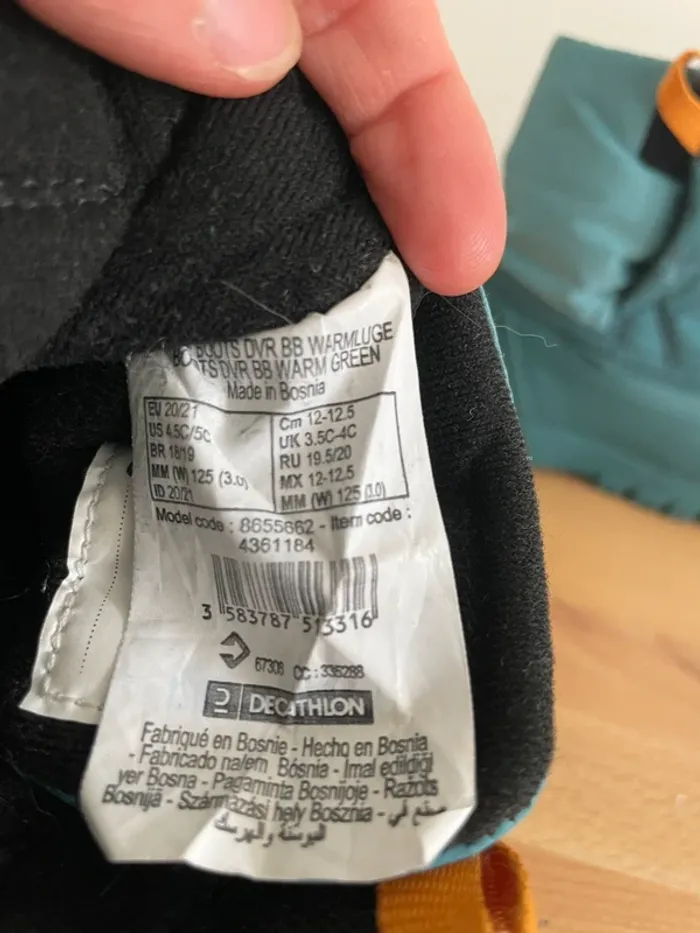 BOOTS DVR BB WARMLUGE
BOOTS DVR BB WARM GREEN
Made in Bosnia
EU 20/21
US 4.5C/5C
BR 18/19
MM (W) 125 (3.0)
ID 20/21
Cm 12-12.5
UK 3.5C-4C
RU 19.5/20
MX 12-12.5
MM (W) 125 (3.0)
Model code : 8655662 - Item code :
4361184
3 583787 513316
67308 CC : 336288
DECATHLON
Fabriqué en Bosnie - Hecho en Bosnia
- Fabricado na/em Bósnia - Imal edildiği
yer Bosna - Pagaminta Bosnijoje - Ražots
Bosnijā - Származási hely Bosznia - صنع في
البوسنة والهرسك